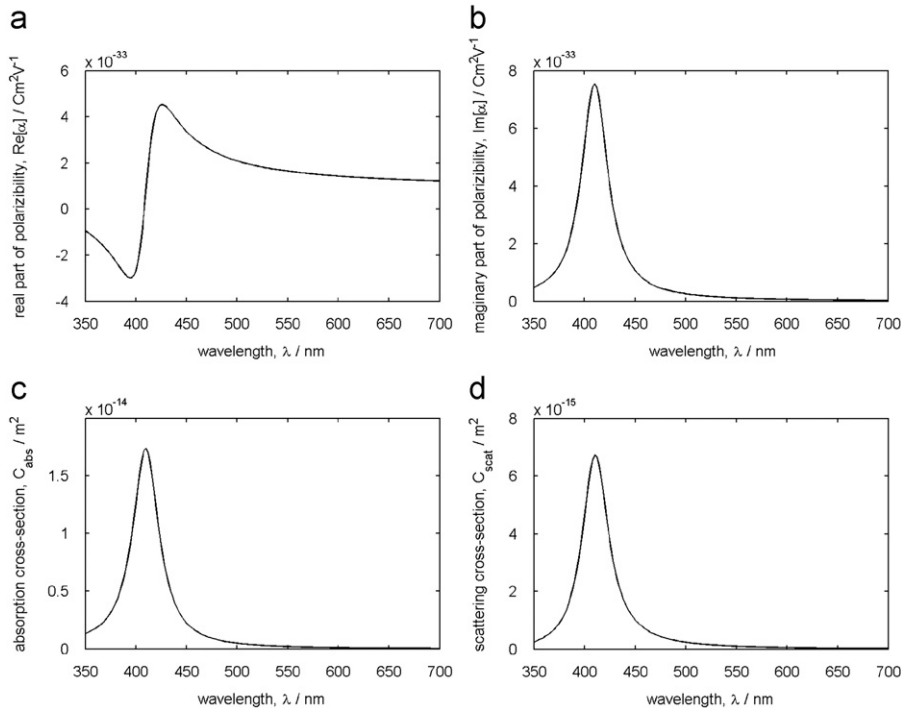 a
x 10-33
real part of polarizibility, Re[α] / Cm2V-1
6
4
2
0
-2
-4
350 400 450 500 550 600 650 700
wavelength, λ / nm
b
x 10-33
maginary part of polarizibility, Im[α] / Cm2V-1
8
6
4
2
0
350 400 450 500 550 600 650 700
wavelength, λ / nm
c
x 10-14
absorption cross-section, Cabs / m2
1.5
1
0.5
0
350 400 450 500 550 600 650 700
wavelength, λ / nm
d
x 10-15
scattering cross-section, Cscat / m2
8
6
4
2
0
350 400 450 500 550 600 650 700
wavelength, λ / nm